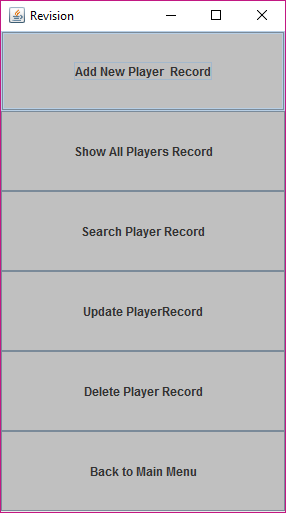 Revision
Add New Player  Record
Show All Players Record
Search Player Record
Update PlayerRecord
Delete Player Record
Back to Main Menu